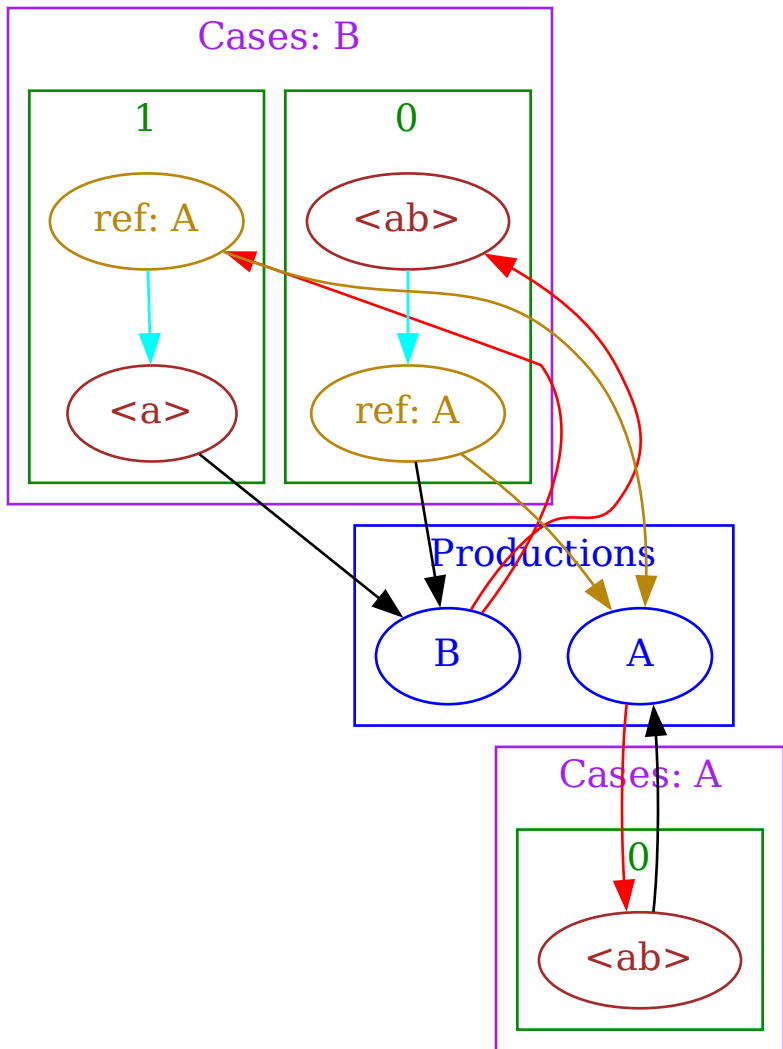 Cases: B
1
0
ref: A
<ab>
<a>
ref: A
Productions
B
A
Cases: A
0
<ab>